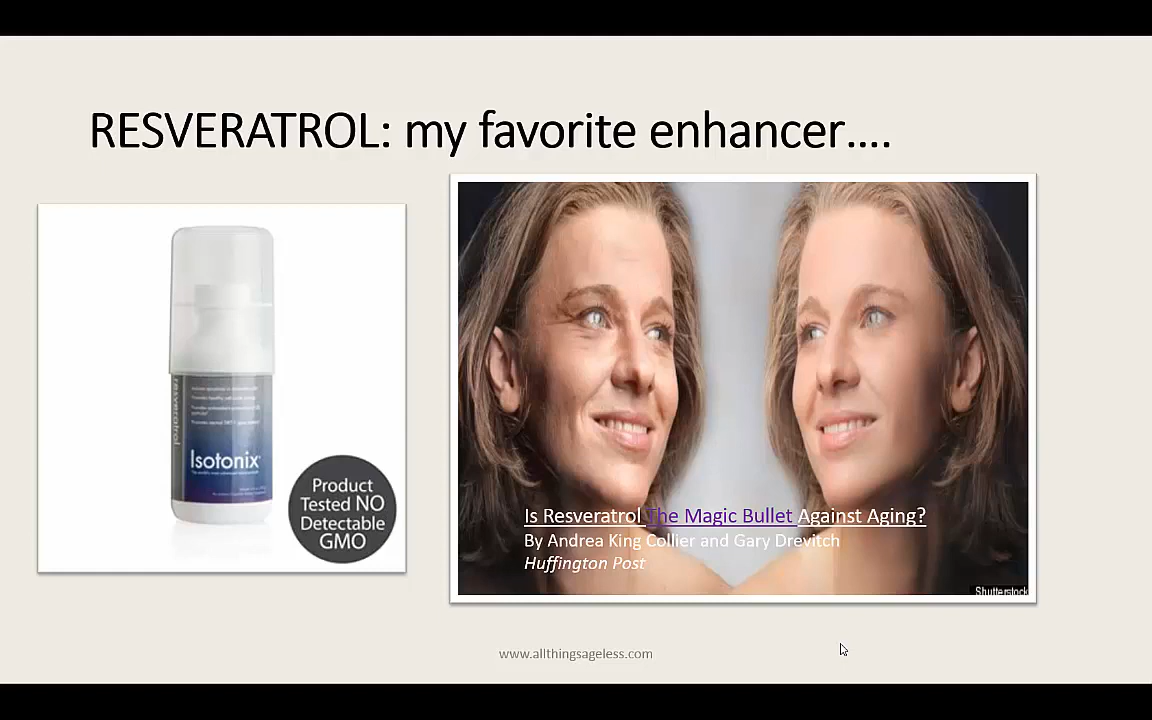 RESVERATROL: my favorite enhancer....
resveratrol
Isotonix
Product
Tested NO
Detectable
GMO
Is Resveratrol The Magic Bullet Against Aging?
By Andrea King Collier and Gary Drevitch
Huffington Post
Shutterstock
www.allthingsageless.com